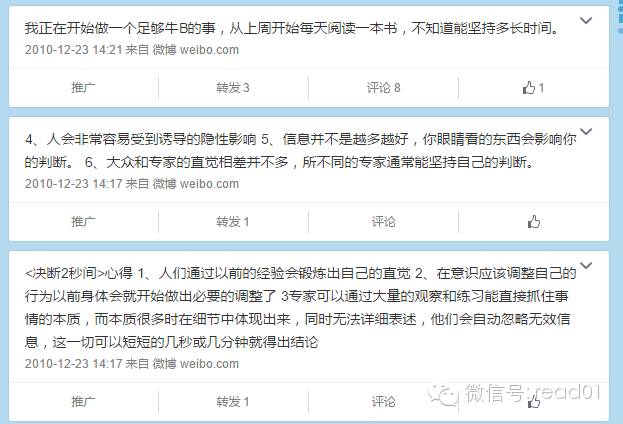 我正在开始做一个足够牛B的事，从上周开始每天阅读一本书，不知道能坚持多长时间。
2010-12-23 14:21 来自 微博 weibo.com
推广 转发 3 评论 8 1
4、人会非常容易受到诱导的隐性影响 5、信息并不是越多越好，你眼睛看的东西会影响你
的判断。 6、大众和专家的直觉相差并不多，所不同的专家通常能坚持自己的判断。
2010-12-23 14:17 来自 微博 weibo.com
推广 转发 1 评论
<决断2秒间>心得 1、人们通过以前的经验会锻炼出自己的直觉 2、在意识应该调整自己的
行为以前身体会就开始做出必要的调整了 3专家可以通过大量的观察和练习能直接抓住事
情的本质，而本质很多时在细节中体现出来，同时无法详细表述，他们会自动忽略无效信
息，这一切可以短短的几秒或几分钟就得出结论
2010-12-23 14:17 来自 微博 weibo.com
推广 转发 1 评论
微信号:read01